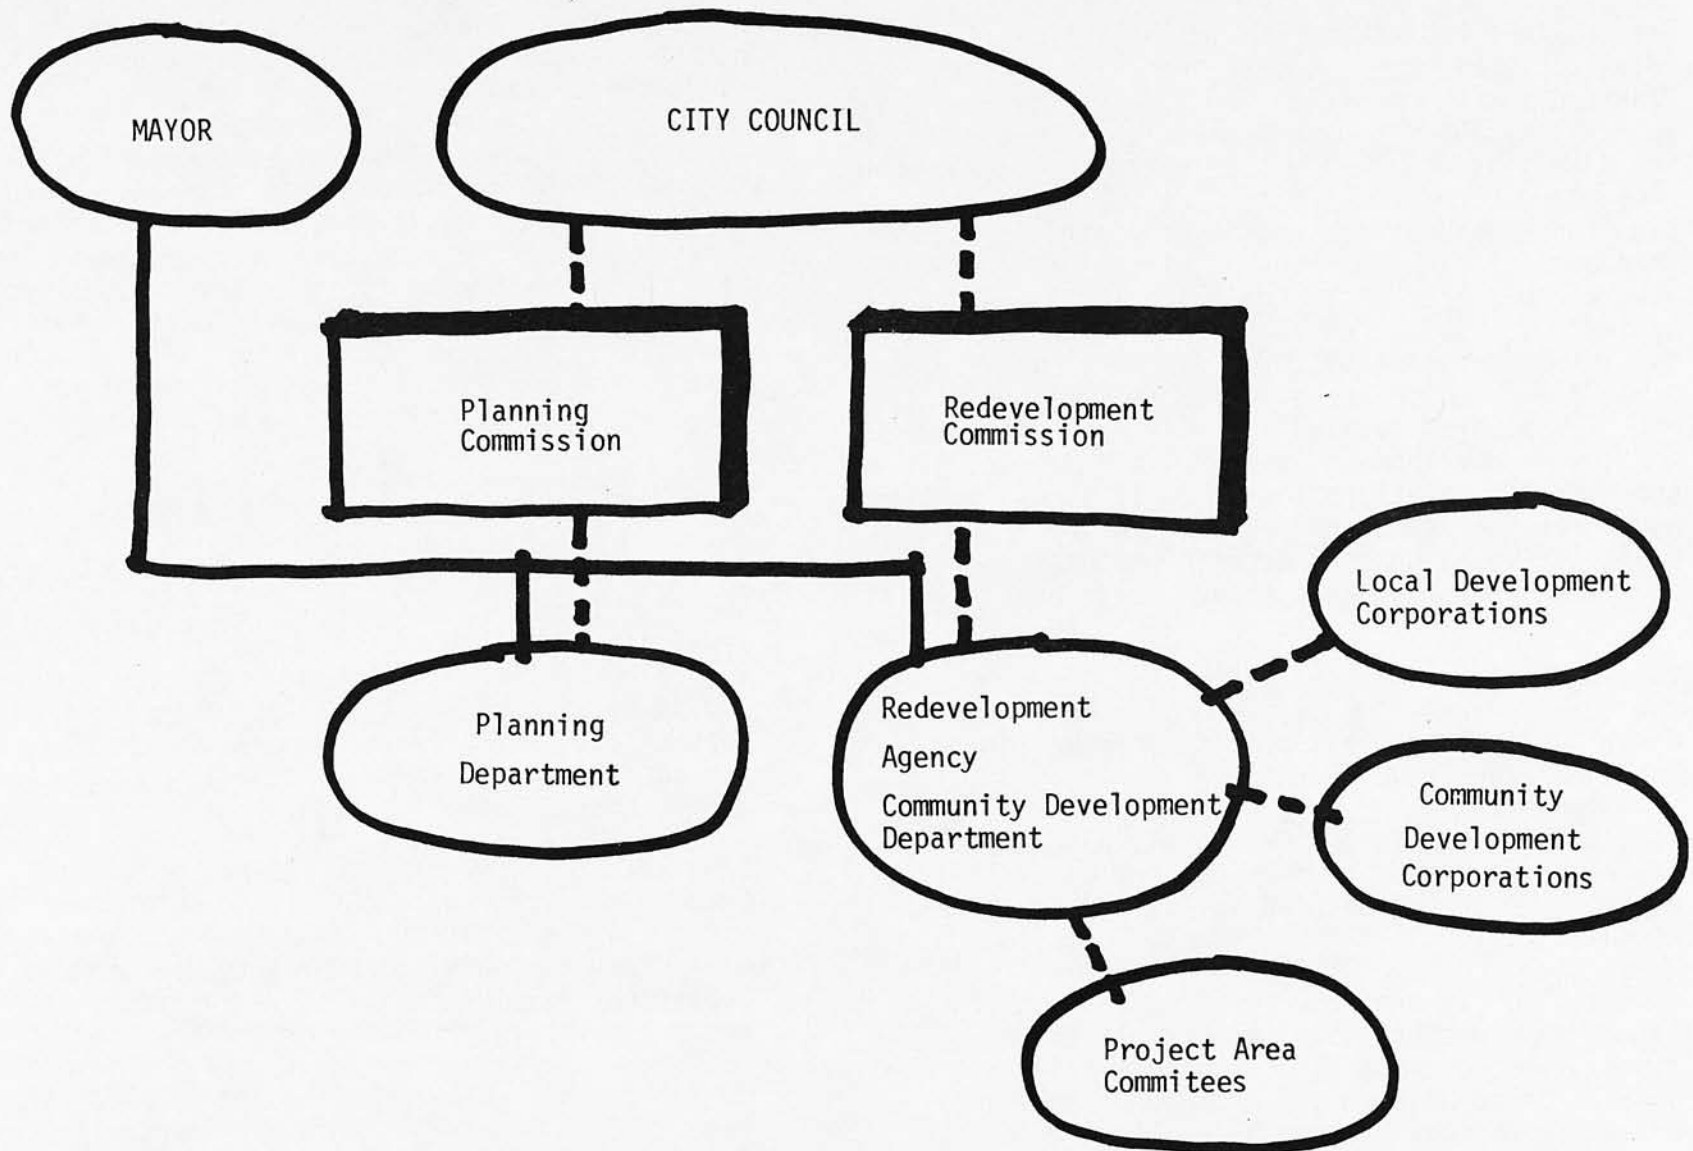 MAYOR
CITY COUNCIL
Planning
Commission
Redevelopment
Commission
Local Development
Corporations
Planning
Department
Redevelopment
Agency
Community Development
Department
Community
Development
Corporations
Project Area
Commitees